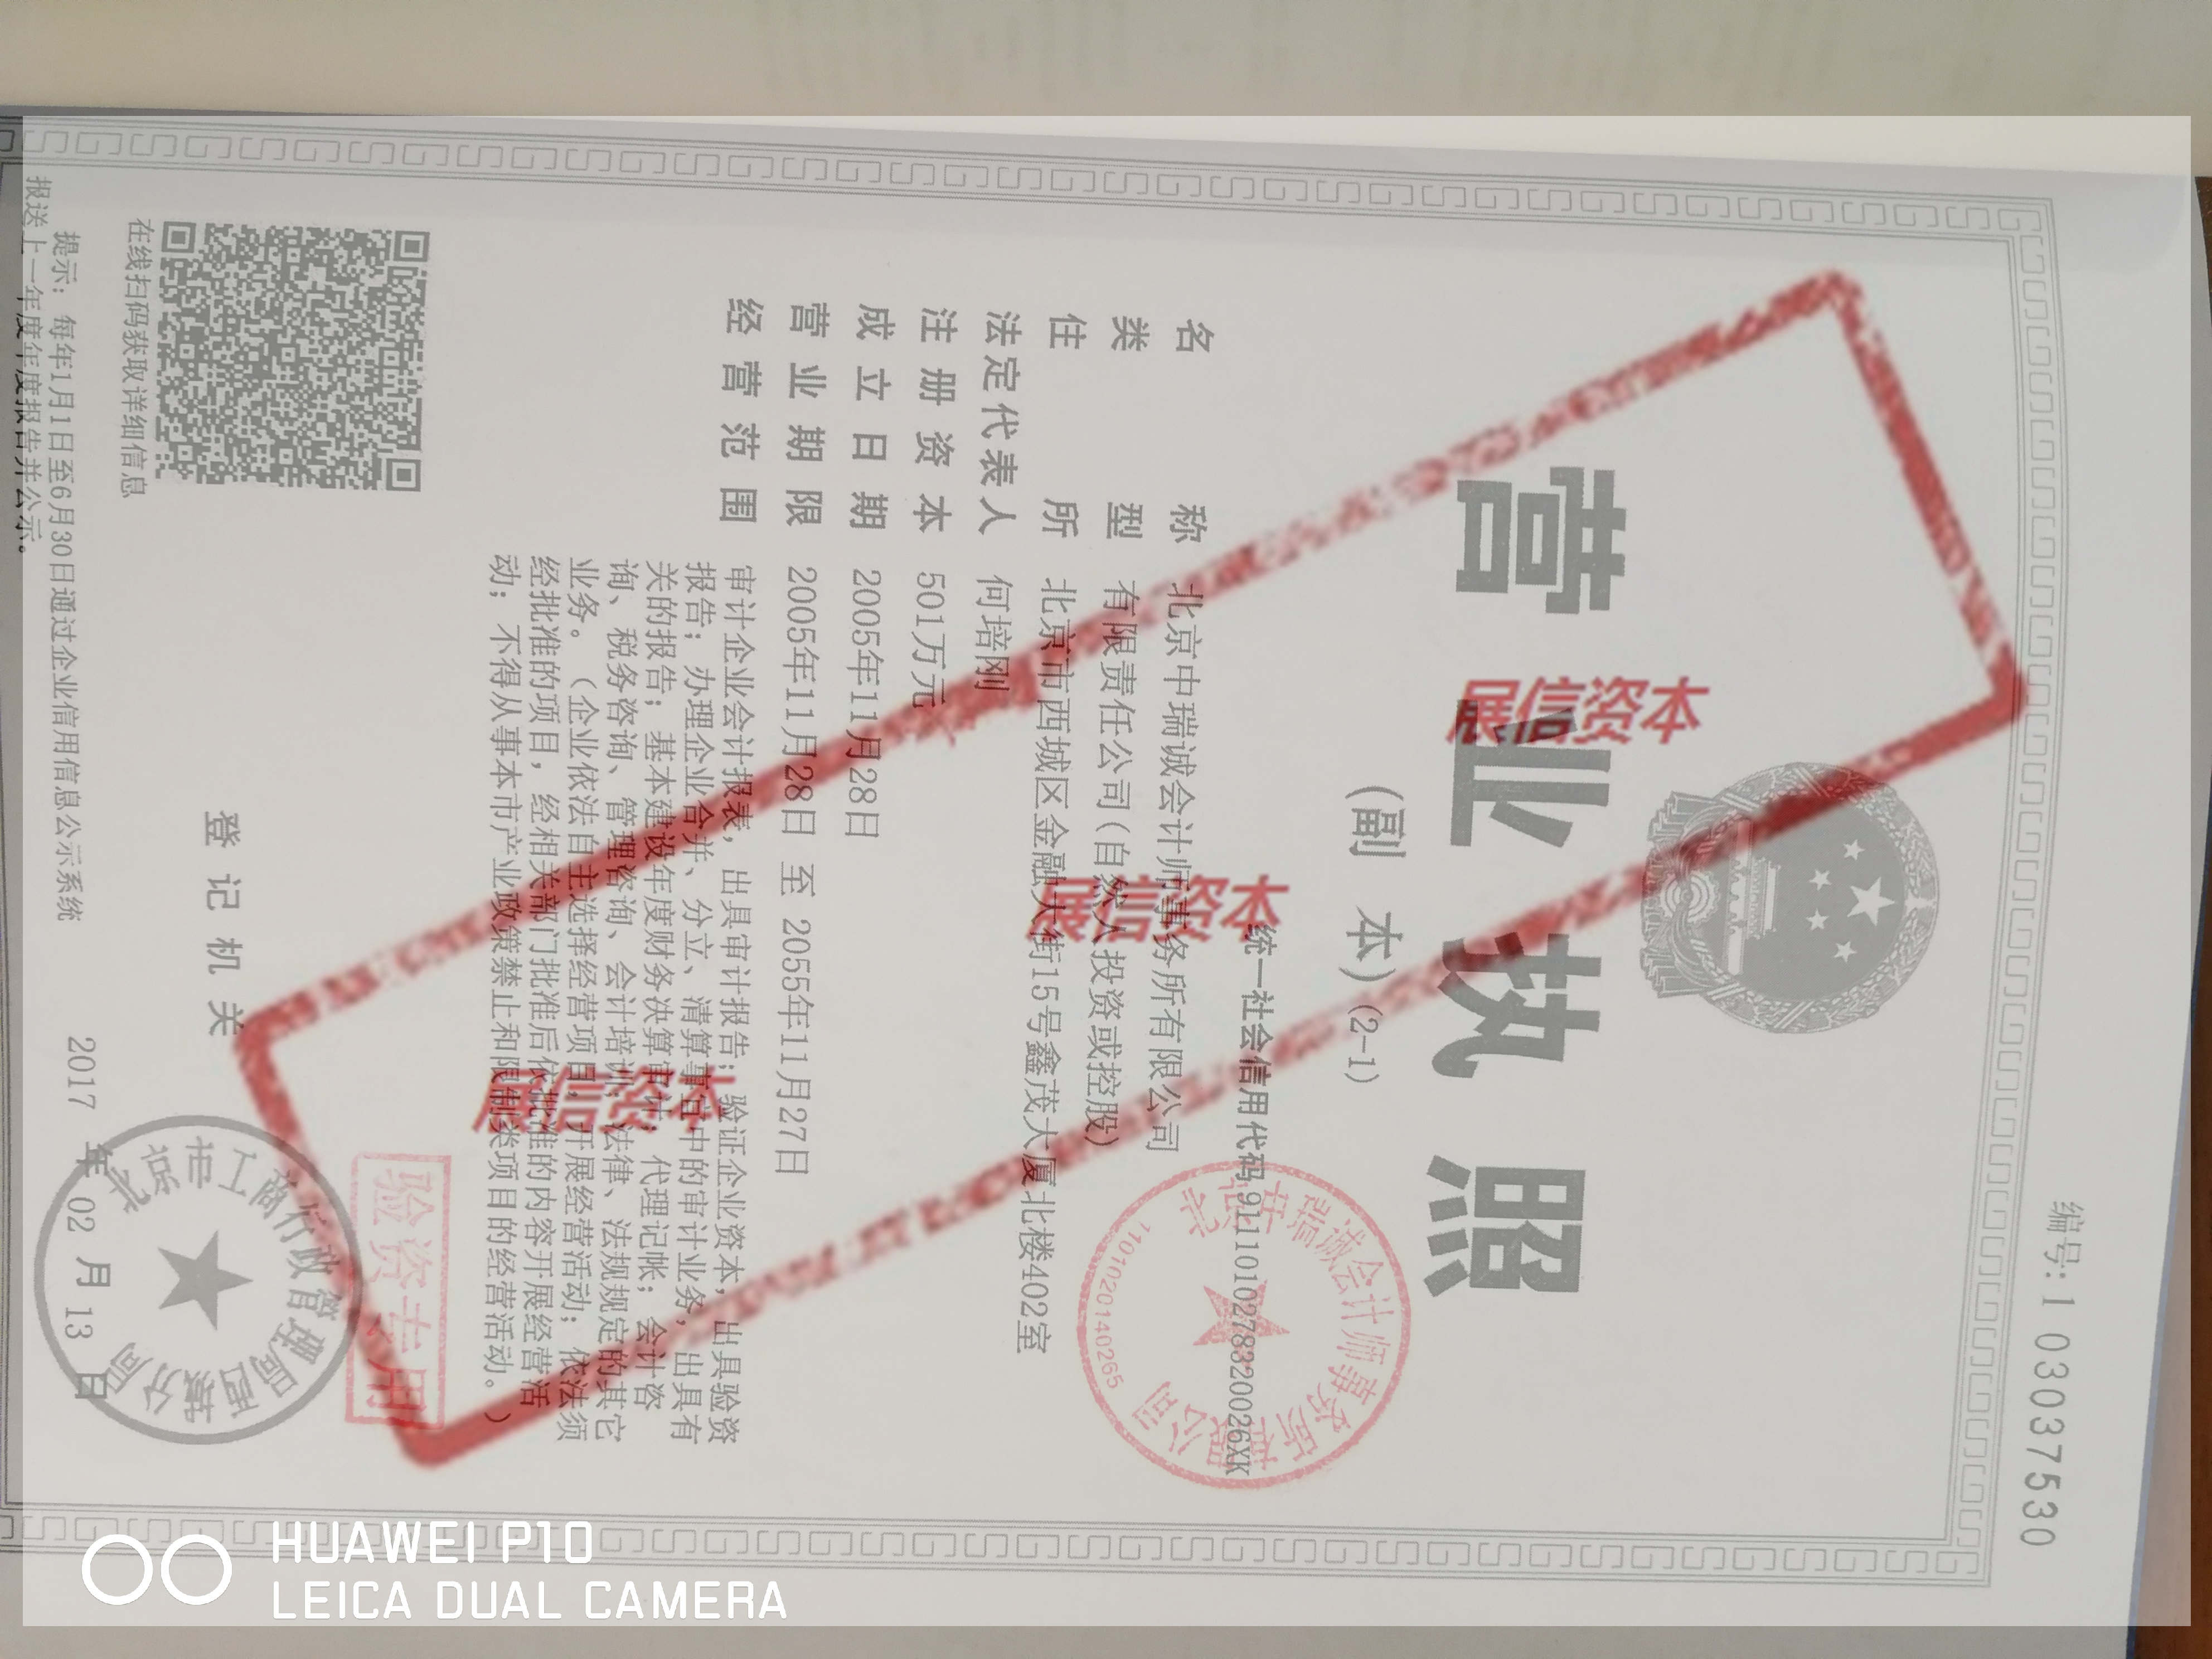 编号: 1 03037530
营业执照
(副 本) (2-1)
统一社会信用代码 9111010278320026XK
名 称 北京中瑞诚会计师事务所有限公司
类 型 有限责任公司(自然人投资或控股)
住 所 北京市西城区金融大街15号鑫茂大厦北楼402室
法定代表人 何培刚
注册资本 501万元
成立日期 2005年11月28日
营业期限 2005年11月28日 至 2055年11月27日
经营范围 审计企业会计报表，出具审计报告；验证企业资本，出具验资
报告；办理企业合并、分立、清算事宜中的审计业务，出具有
关的报告；基本建设年度财务决算审计；代理记帐；会计咨
询、税务咨询、管理咨询、会计培训；法律、法规规定的其它
业务。（企业依法自主选择经营项目，开展经营活动；依法须
经批准的项目，经相关部门批准后依批准的内容开展经营活
动；不得从事本市产业政策禁止和限制类项目的经营活动。）
北京中瑞诚会计师事务所有限公司
1101020140265
展信资本
展信资本
展信资本
验资专用
登记机关
北京市工商行政管理局西城分局
2017 年 02 月 13 日
在线扫码获取详细信息
提示：每年1月1日至6月30日通过企业信用信息公示系统
报送上一年度年度报告并公示。
HUAWEI P10
LEICA DUAL CAMERA